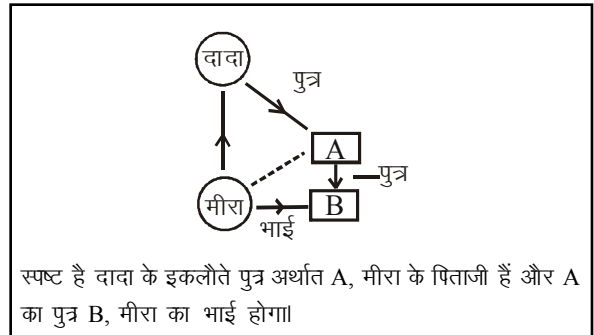 दादा
पुत्र
A
पुत्र
मीरा
B
भाई
स्पष्ट है दादा के इकलौते पुत्र अर्थात A, मीरा के पिताजी हैं और A
का पुत्र B, मीरा का भाई होगा।